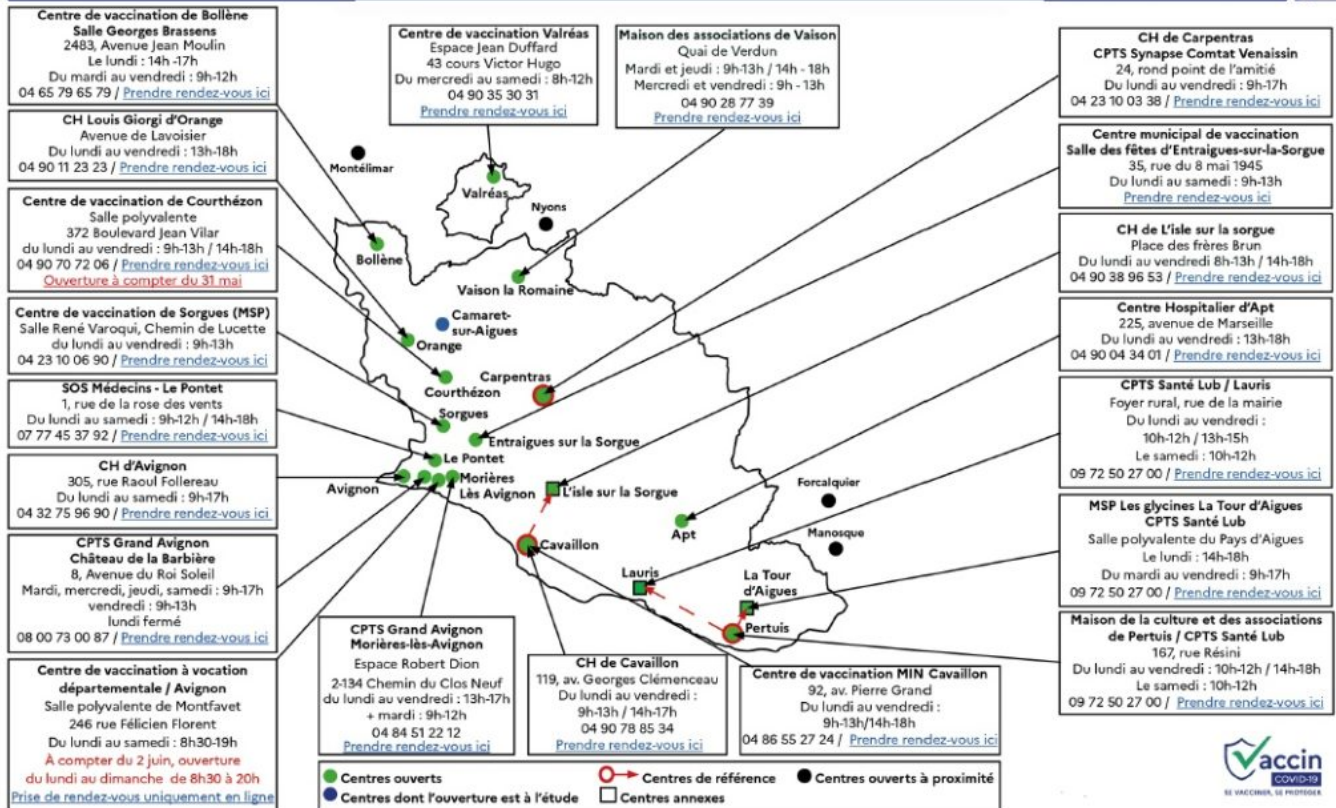 Centre de vaccination de Bollène
Salle Georges Brassens
2483, Avenue Jean Moulin
Le lundi : 14h -17h
Du mardi au vendredi : 9h-12h
04 65 79 65 79 / Prendre rendez-vous ici
CH Louis Giorgi d'Orange
Avenue de Lavoisier
Du lundi au vendredi : 13h-18h
04 90 11 23 23 / Prendre rendez-vous ici
Centre de vaccination de Courthézon
Salle polyvalente
372 Boulevard Jean Vilar
du lundi au vendredi : 9h-13h / 14h-18h
04 90 70 72 06 / Prendre rendez-vous ici
Ouverture à compter du 31 mai
Centre de vaccination de Sorgues (MSP)
Salle René Varoqui, Chemin de Lucette
du lundi au vendredi : 9h-13h
04 23 10 06 90 / Prendre rendez-vous ici
SOS Médecins - Le Pontet
1, rue de la rose des vents
Du lundi au samedi : 9h-12h / 14h-18h
07 77 45 37 92 / Prendre rendez-vous ici
CH d'Avignon
305, rue Raoul Follereau
Du lundi au samedi : 9h-17h
04 32 75 96 90 / Prendre rendez-vous ici
CPTS Grand Avignon
Château de la Barbière
8, Avenue du Roi Soleil
Mardi, mercredi, jeudi, samedi : 9h-17h
vendredi : 9h-13h
lundi fermé
08 00 73 00 87 / Prendre rendez-vous ici
Centre de vaccination à vocation
départementale / Avignon
Salle polyvalente de Montfavet
246 rue Félicien Florent
Du lundi au samedi : 8h30-19h
À compter du 2 juin, ouverture
du lundi au dimanche de 8h30 à 20h
Prise de rendez-vous uniquement en ligne
Centre de vaccination Valréas
Espace Jean Duffard
43 cours Victor Hugo
Du mercredi au samedi : 8h-12h
04 90 35 30 31
Prendre rendez-vous ici
Maison des associations de Vaison
Quai de Verdun
Mardi et jeudi : 9h-13h / 14h - 18h
Mercredi et vendredi : 9h - 13h
04 90 28 77 39
Prendre rendez-vous ici
Montélimar
Valréas
Nyons
Bollène
Vaison la Romaine
Camaret-
sur-Aigues
Orange
Carpentras
Courthézon
Sorgues
Entraigues sur la Sorgue
Le Pontet
Avignon
Morières
Lès Avignon
L'isle sur la Sorgue
Forcalquier
Apt
Manosque
Cavaillon
Lauris
La Tour
d'Aigues
Pertuis
CPTS Grand Avignon
Morières-lès-Avignon
Espace Robert Dion
2-134 Chemin du Clos Neuf
du lundi au vendredi : 13h-17h
+ mardi : 9h-12h
04 84 51 22 12
Prendre rendez-vous ici
CH de Cavaillon
119, av. Georges Clémenceau
Du lundi au vendredi :
9h-13h / 14h-17h
04 90 78 85 34
Prendre rendez-vous ici
Centre de vaccination MIN Cavaillon
92, av. Pierre Grand
Du lundi au vendredi :
9h-13h/14h-18h
04 86 55 27 24 / Prendre rendez-vous ici
CH de Carpentras
CPTS Synapse Comtat Venaissin
24, rond point de l'amitié
Du lundi au vendredi : 9h-17h
04 23 10 03 38 / Prendre rendez-vous ici
Centre municipal de vaccination
Salle des fêtes d'Entraigues-sur-la-Sorgue
35, rue du 8 mai 1945
Du lundi au samedi : 9h-13h
Prendre rendez-vous ici
CH de L'isle sur la sorgue
Place des frères Brun
Du lundi au vendredi 8h-13h / 14h-18h
04 90 38 96 53 / Prendre rendez-vous ici
Centre Hospitalier d'Apt
225, avenue de Marseille
Du lundi au vendredi : 13h-18h
04 90 04 34 01 / Prendre rendez-vous ici
CPTS Santé Lub / Lauris
Foyer rural, rue de la mairie
Du lundi au vendredi :
10h-12h / 13h-15h
Le samedi : 10h-12h
09 72 50 27 00 / Prendre rendez-vous ici
MSP Les glycines La Tour d'Aigues
CPTS Santé Lub
Salle polyvalente du Pays d'Aigues
Le lundi : 14h-18h
Du mardi au vendredi : 9h-17h
09 72 50 27 00 / Prendre rendez-vous ici
Maison de la culture et des associations
de Pertuis / CPTS Santé Lub
167, rue Résini
Du lundi au vendredi : 10h-12h / 14h-18h
Le samedi : 10h-12h
09 72 50 27 00 / Prendre rendez-vous ici
Centres ouverts
Centres de référence
Centres ouverts à proximité
Centres dont l'ouverture est à l'étude
Centres annexes
Vaccin
COVID-19
SE VACCINER, SE PROTÉGER